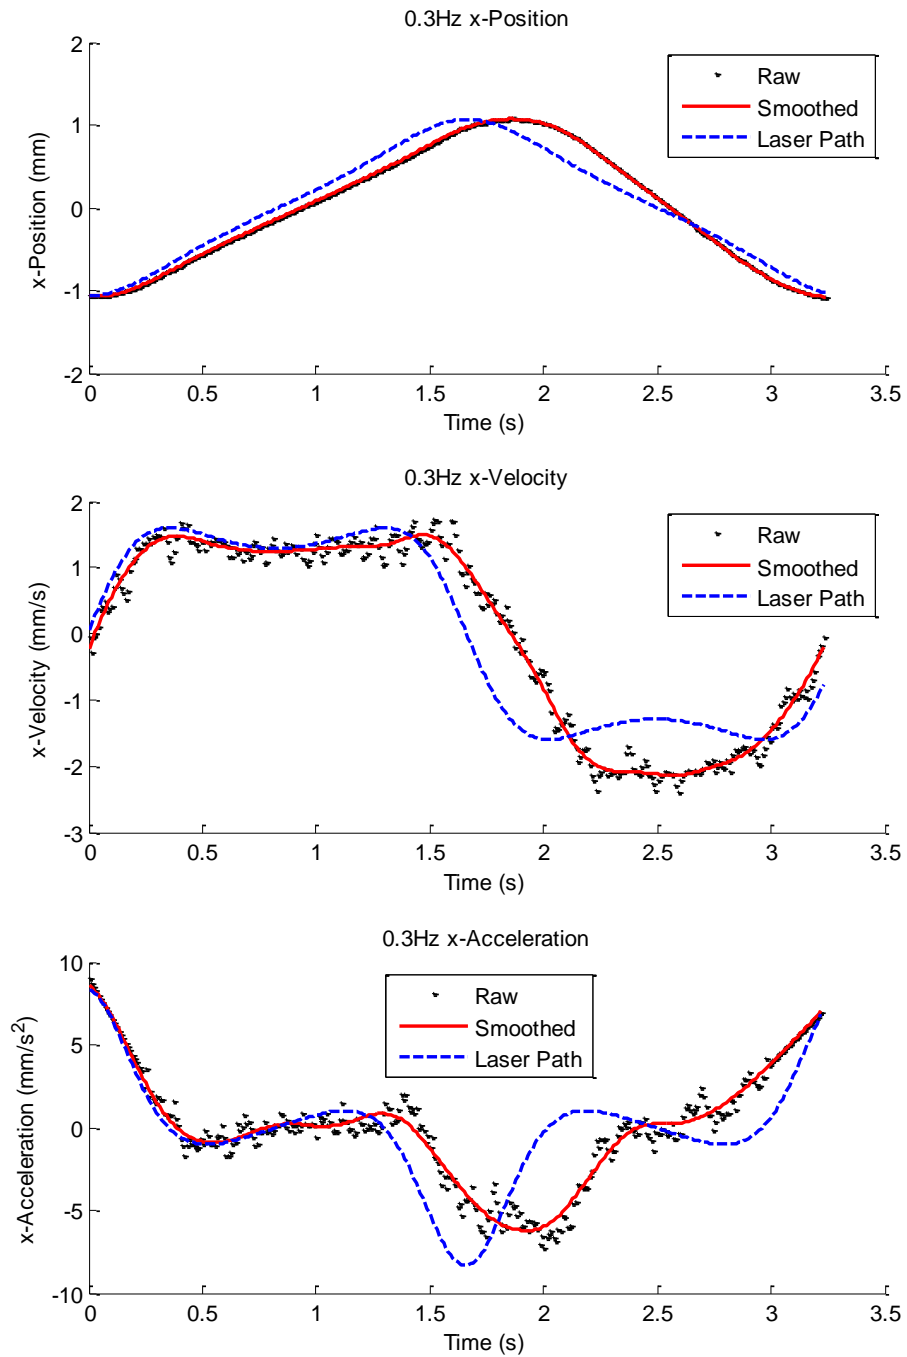 0.3Hz x-Position
2
1
0
-1
-2
x-Position (mm)
Raw
Smoothed
Laser Path
0 0.5 1 1.5 2 2.5 3 3.5
Time (s)
0.3Hz x-Velocity
2
1
0
-1
-2
-3
x-Velocity (mm/s)
Raw
Smoothed
Laser Path
0 0.5 1 1.5 2 2.5 3 3.5
Time (s)
0.3Hz x-Acceleration
10
5
0
-5
-10
x-Acceleration (mm/s²)
Raw
Smoothed
Laser Path
0 0.5 1 1.5 2 2.5 3 3.5
Time (s)